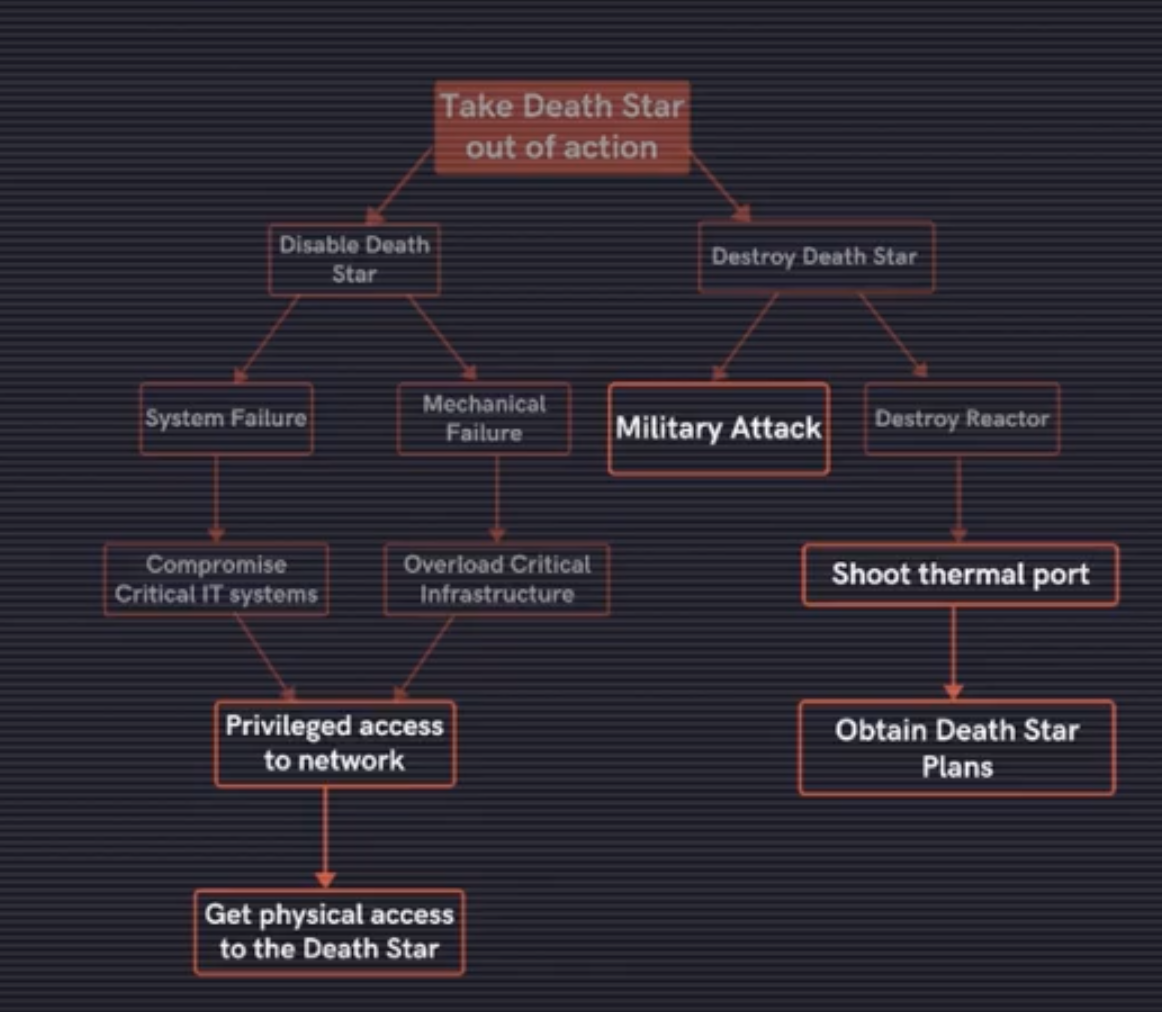 Take Death Star
out of action
Disable Death
Star
Destroy Death Star
System Failure
Mechanical
Failure
Military Attack
Destroy Reactor
Compromise
Critical IT systems
Overload Critical
Infrastructure
Shoot thermal port
Privileged access
to network
Obtain Death Star
Plans
Get physical access
to the Death Star